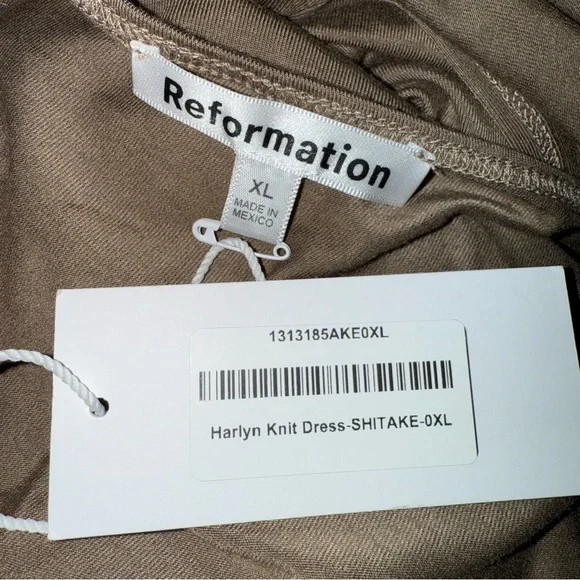 Reformation
XL
MADE IN
MEXICO
1313185AKE0XL
Harlyn Knit Dress-SHITAKE-0XL